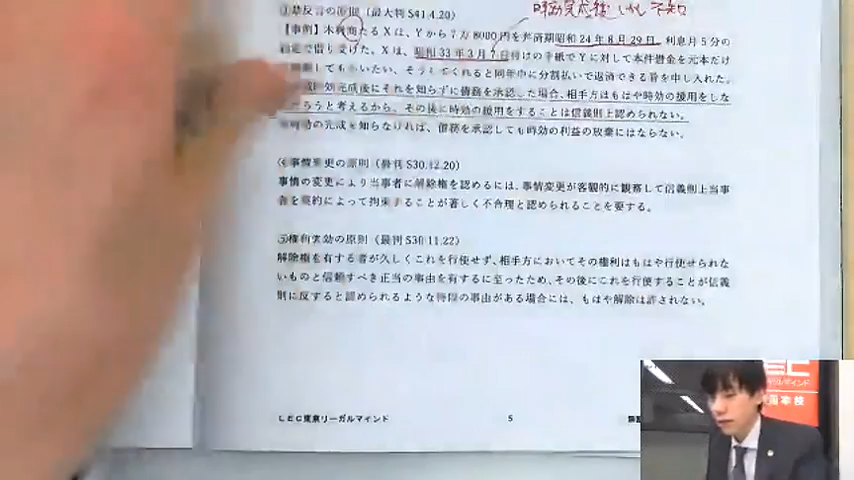 時効完成後 しかし不知
③禁反言の原則（最大判 S41.4.20）
【事例】木材商たるXは、Yから7万8000円を弁済期昭和24年8月29日、利息月5分の
約定で借り受けた。Xは、昭和33年3月7日付けの手紙でYに対して本件借金を元本だけ
してもらいたい、そうしてくれると同年中に分割払いで返済できる旨を申し入れた。
時効完成後にそれを知らずに債務を承認した場合、相手方はもはや時効の援用をしな
だろうと考えるから、その後に時効の援用をすることは信義則上認められない。
時効の完成を知らなければ、債務を承認しても時効の利益の放棄にはならない。
④事情変更の原則（最判 S30.12.20）
事情の変更により当事者に解除権を認めるには、事情変更が客観的に観察して信義則上当事
者を契約によって拘束することが著しく不合理と認められることを要する。
⑤権利失効の原則（最判 S30.11.22）
解除権を有する者が久しくこれを行使せず、相手方においてその権利はもはや行使せられな
いものと信頼すべき正当の事由を有するに至ったため、その後にこれを行使することが信義
則に反すると認められるような特段の事由がある場合には、もはや解除は許されない。
LEC東京リーガルマインド
5